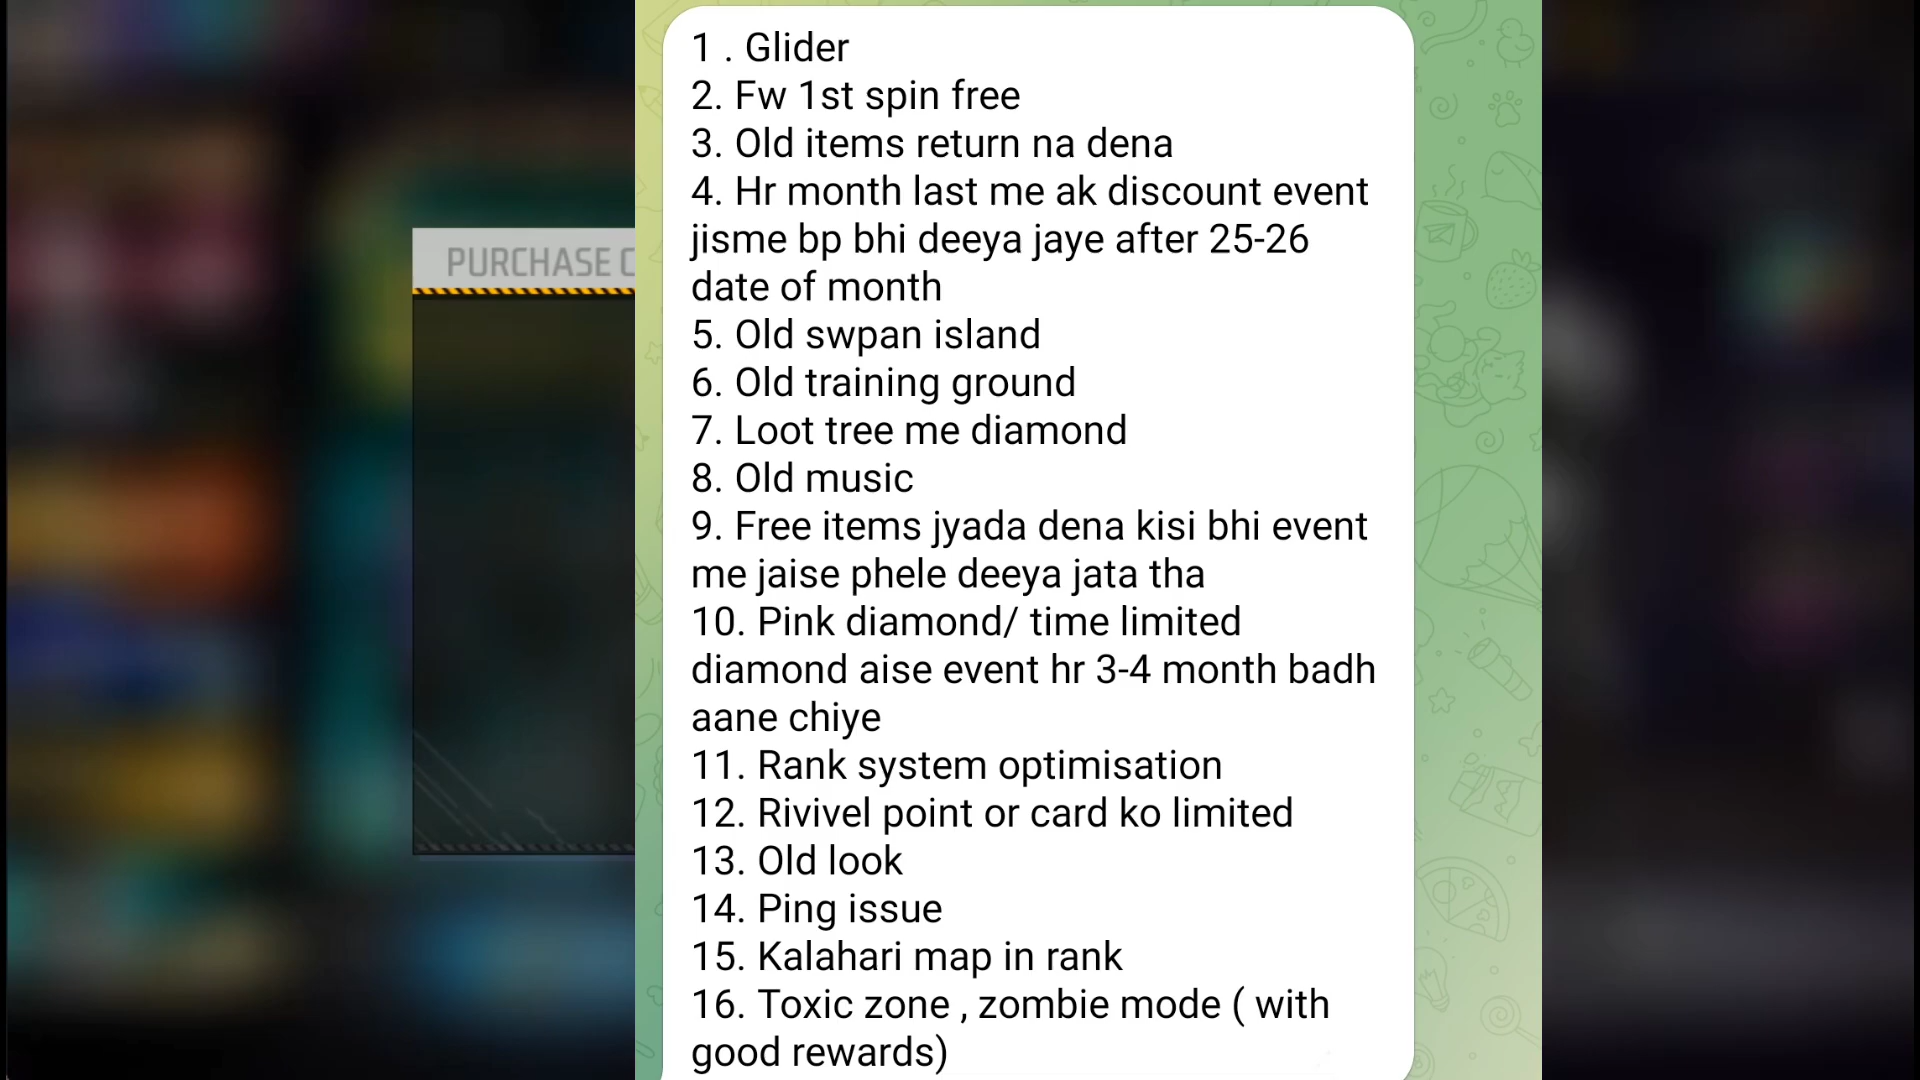 1 . Glider
2. Fw 1st spin free
3. Old items return na dena
4. Hr month last me ak discount event
jisme bp bhi deeya jaye after 25-26
date of month
5. Old swpan island
6. Old training ground
7. Loot tree me diamond
8. Old music
9. Free items jyada dena kisi bhi event
me jaise phele deeya jata tha
10. Pink diamond/ time limited
diamond aise event hr 3-4 month badh
aane chiye
11. Rank system optimisation
12. Rivivel point or card ko limited
13. Old look
14. Ping issue
15. Kalahari map in rank
16. Toxic zone , zombie mode ( with
good rewards)
PURCHASE C